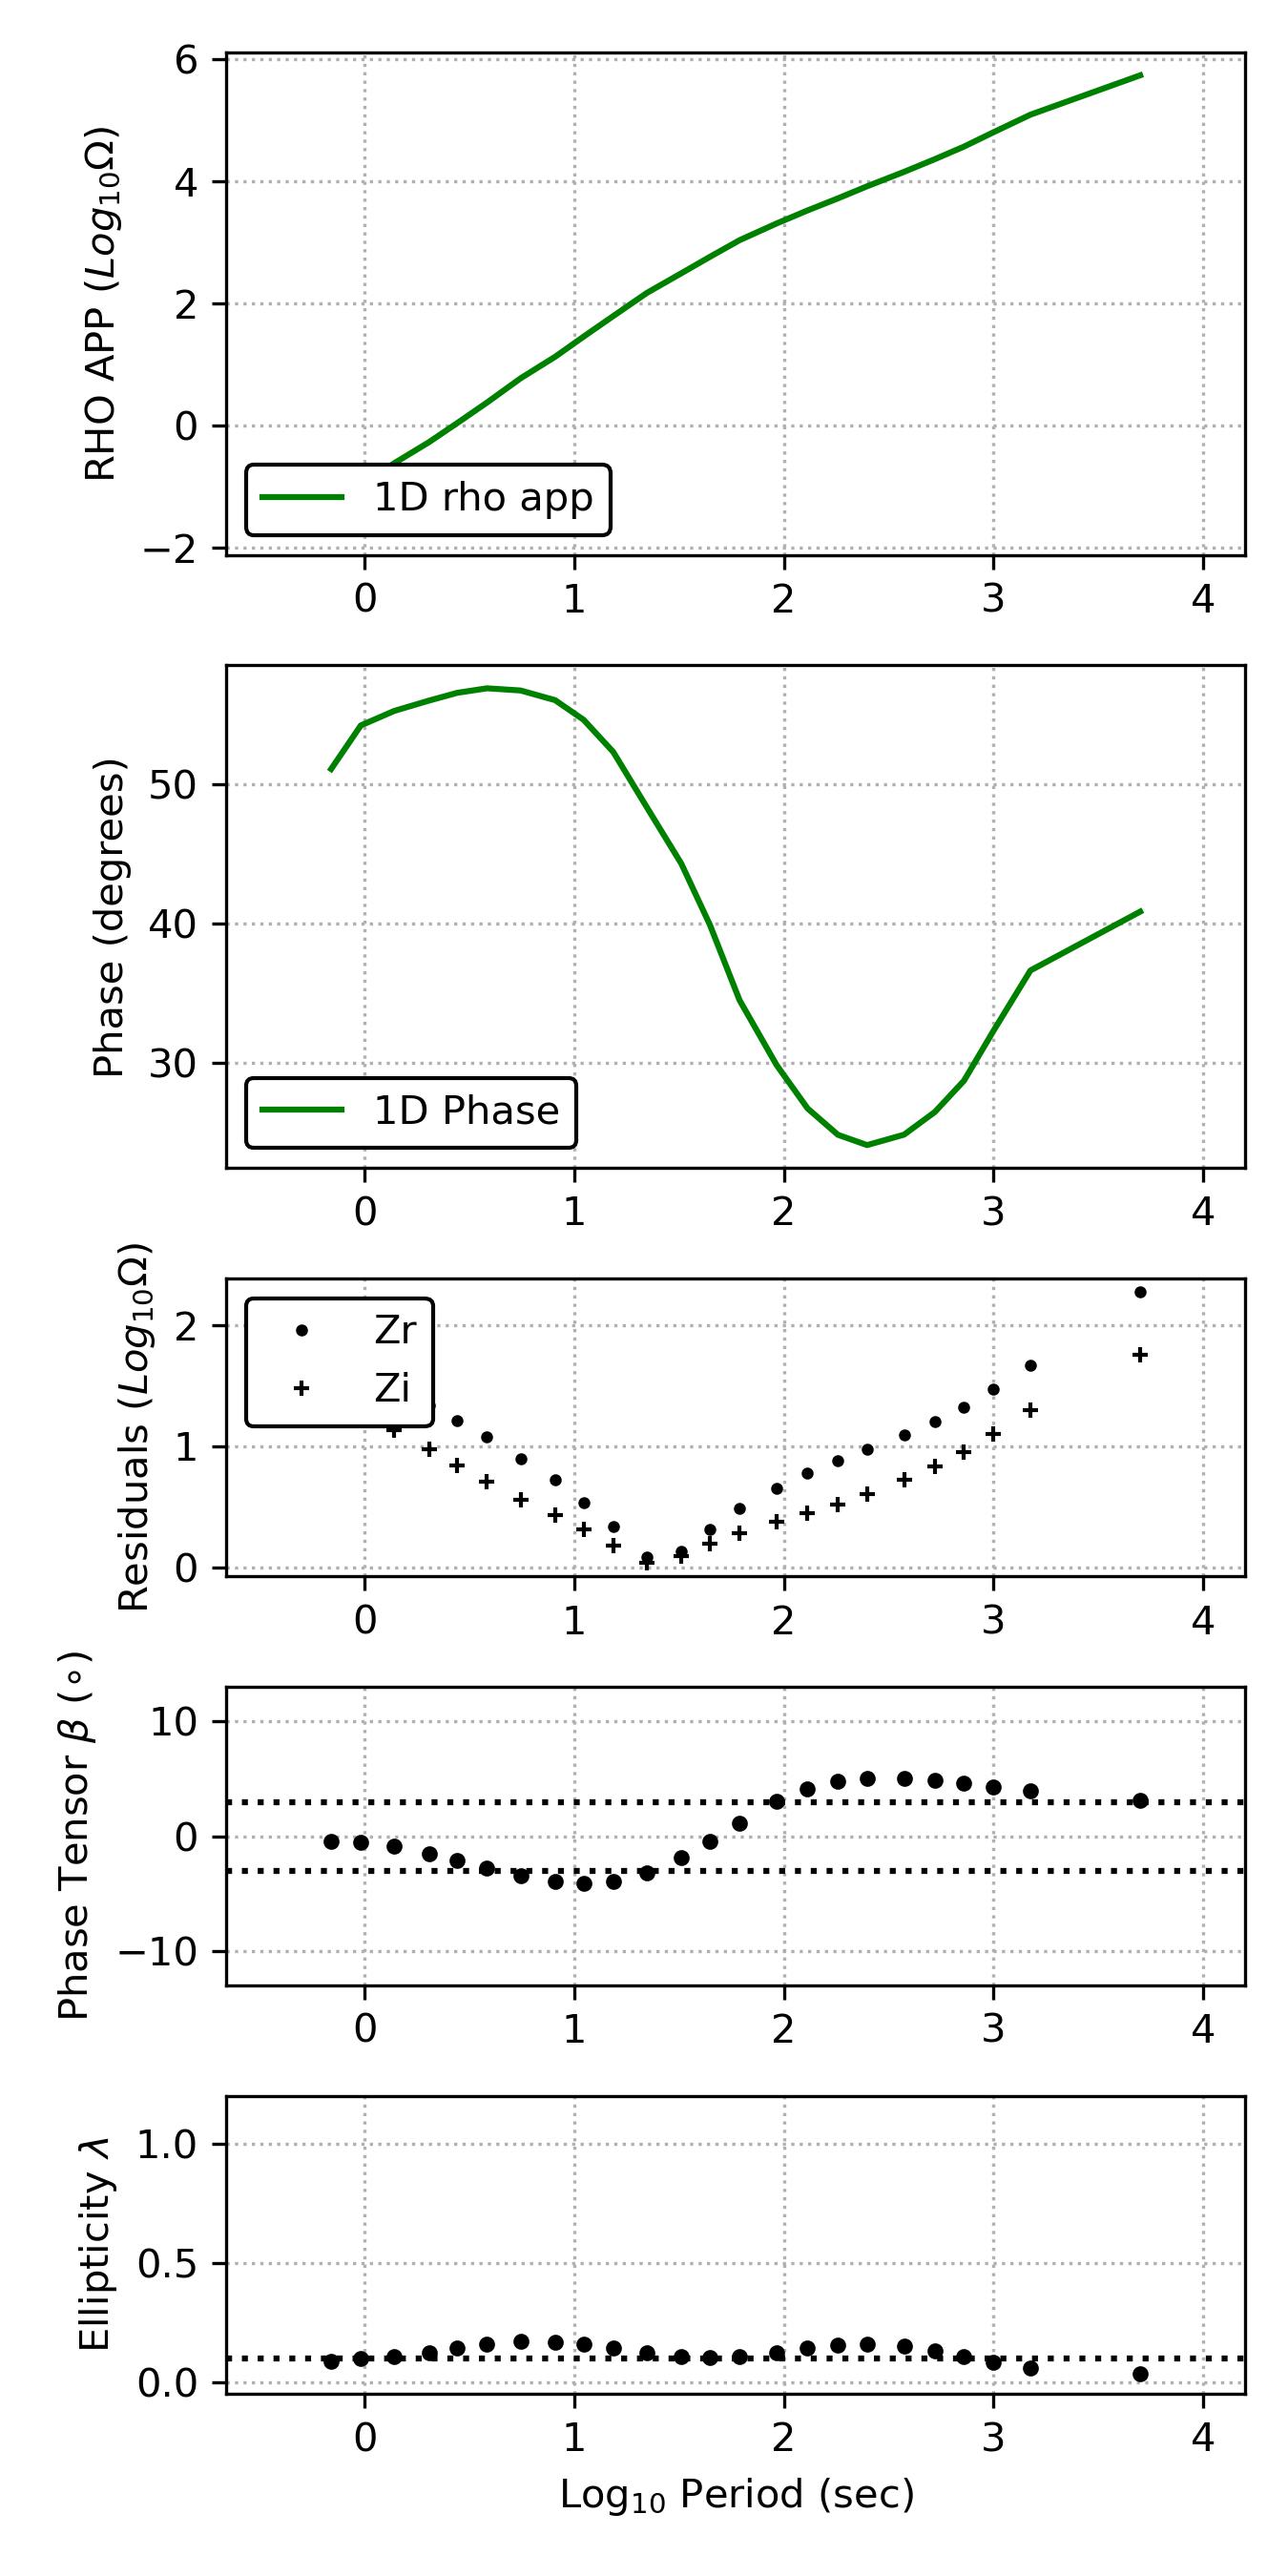 6
4
2
0
−2
RHO APP (Log₁₀Ω)
1D rho app
0 1 2 3 4
50
40
30
Phase (degrees)
1D Phase
0 1 2 3 4
2
1
0
Residuals (Log₁₀Ω)
Zr
Zi
0 1 2 3 4
10
0
−10
Phase Tensor β (∘)
0 1 2 3 4
1.0
0.5
0.0
Ellipticity λ
0 1 2 3 4
Log₁₀ Period (sec)